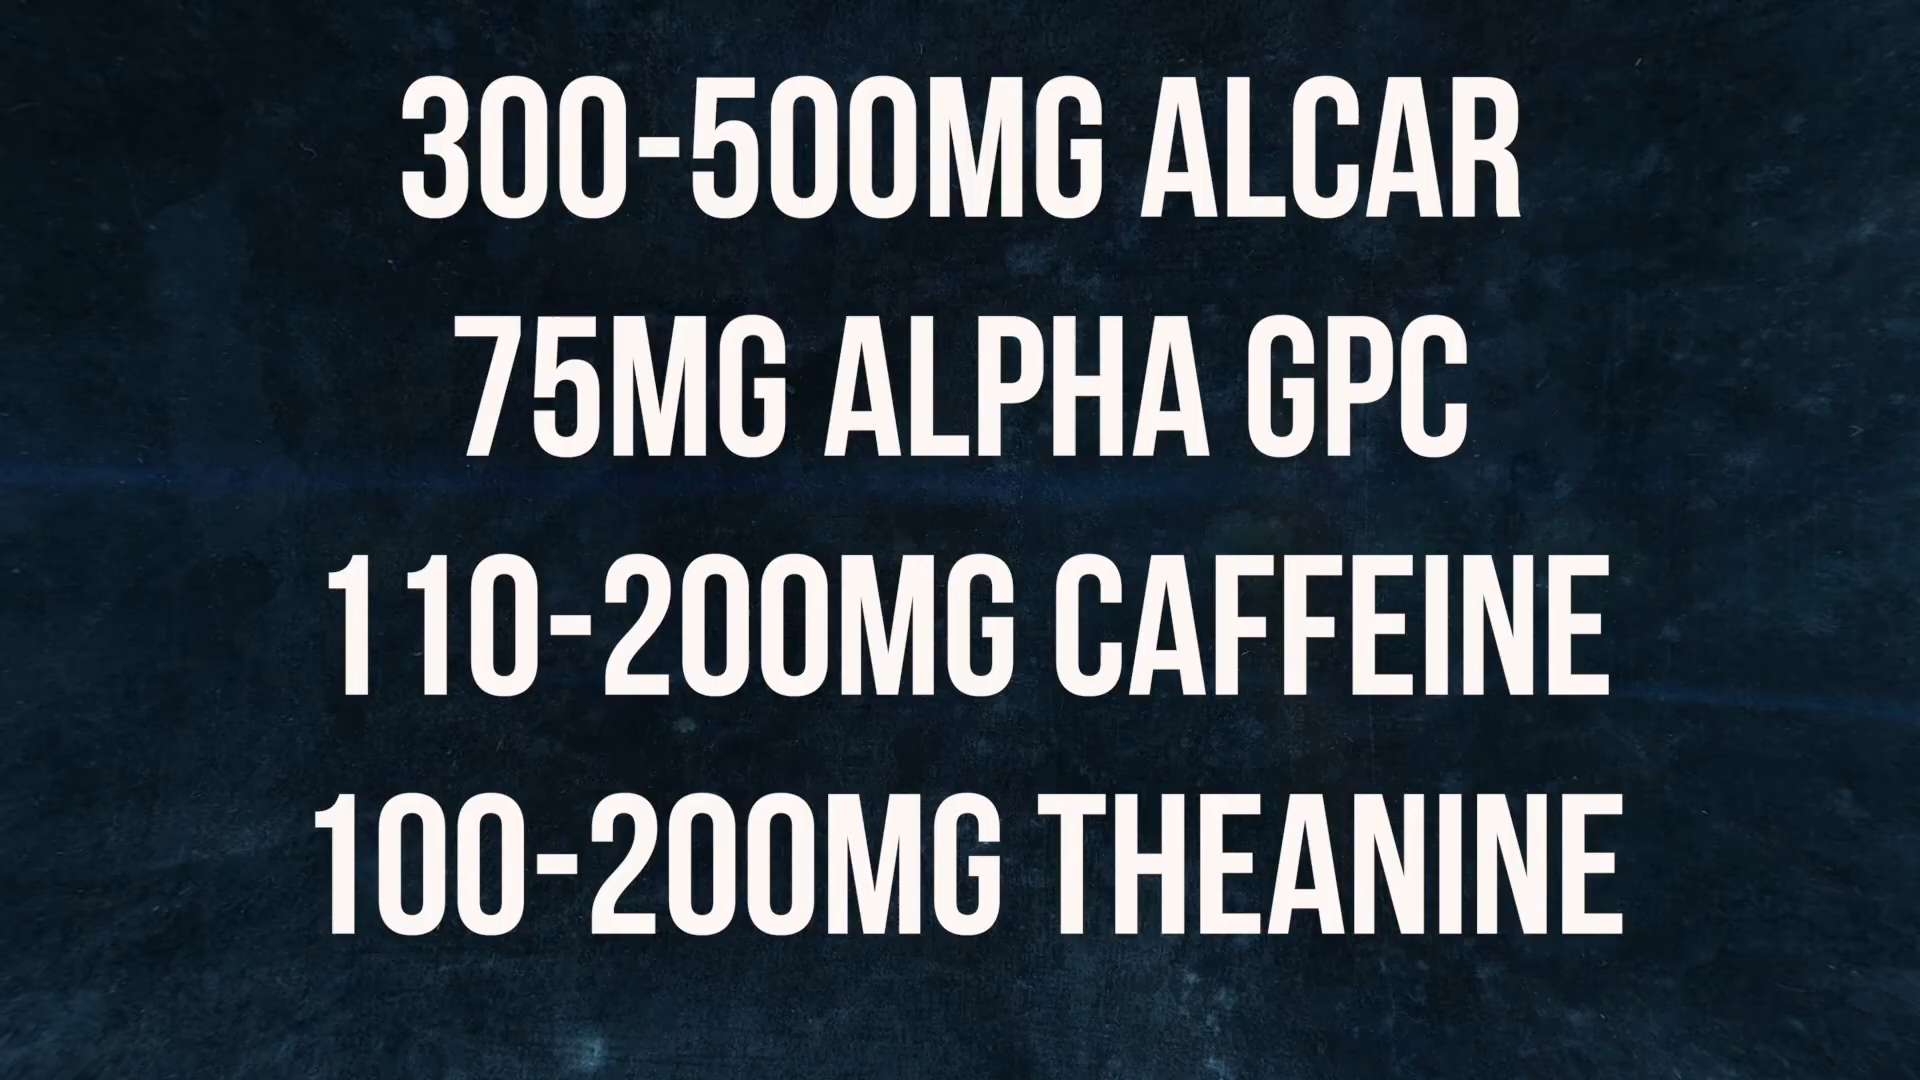 300-500MG ALCAR
75MG ALPHA GPC
110-200MG CAFFEINE
100-200MG THEANINE